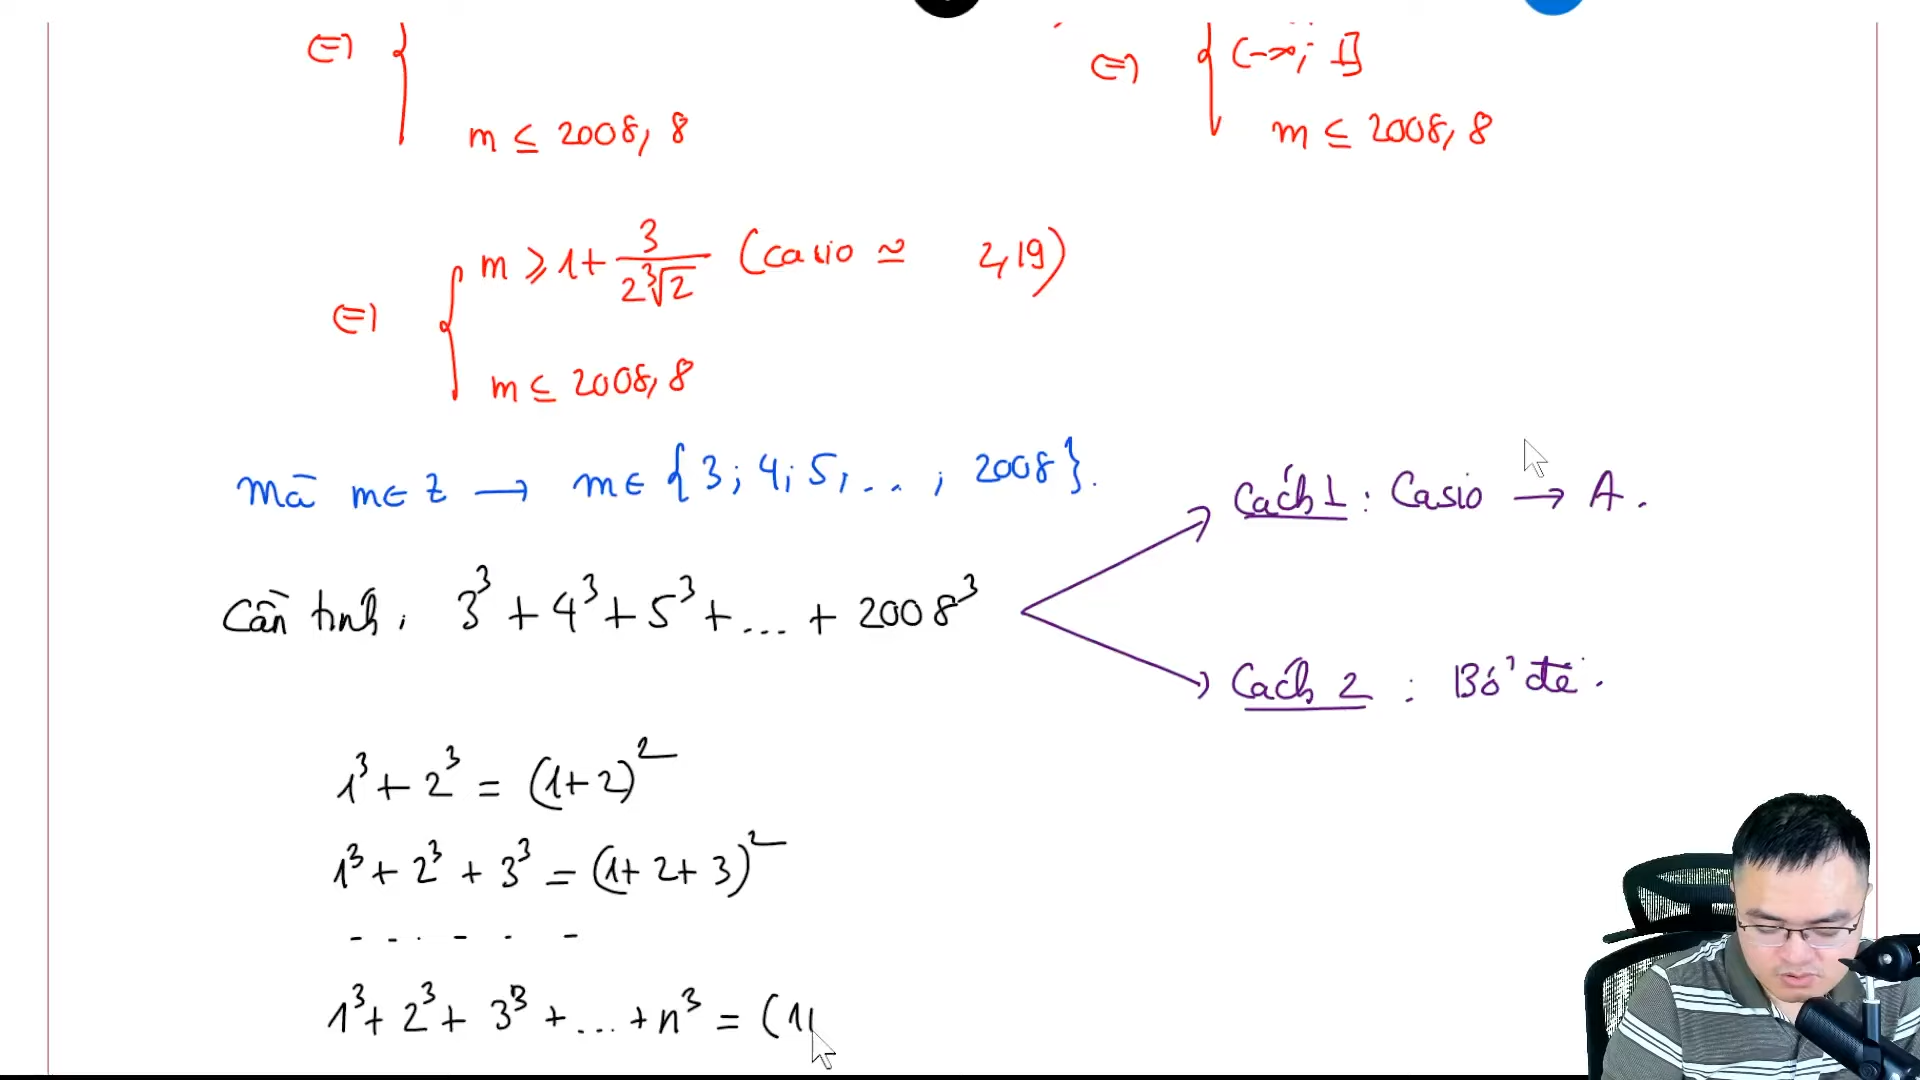 ⇔ {
m ≤ 2008,8
⇔ { (-∞; 1]
m ≤ 2008,8
⇔ { m ⩾ 1 + 3/(2∛2) (casio ≃ 2,19)
m ≤ 2008,8
Mà m ∈ Z → m ∈ {3; 4; 5; ... ; 2008}.
Cần tính: 3³ + 4³ + 5³ + ... + 2008³
Cách 1 : Casio → A.
Cách 2 : Bổ đề.
1³ + 2³ = (1+2)²
1³ + 2³ + 3³ = (1+2+3)²
- - . - . -
1³ + 2³ + 3³ + ... + n³ = (1